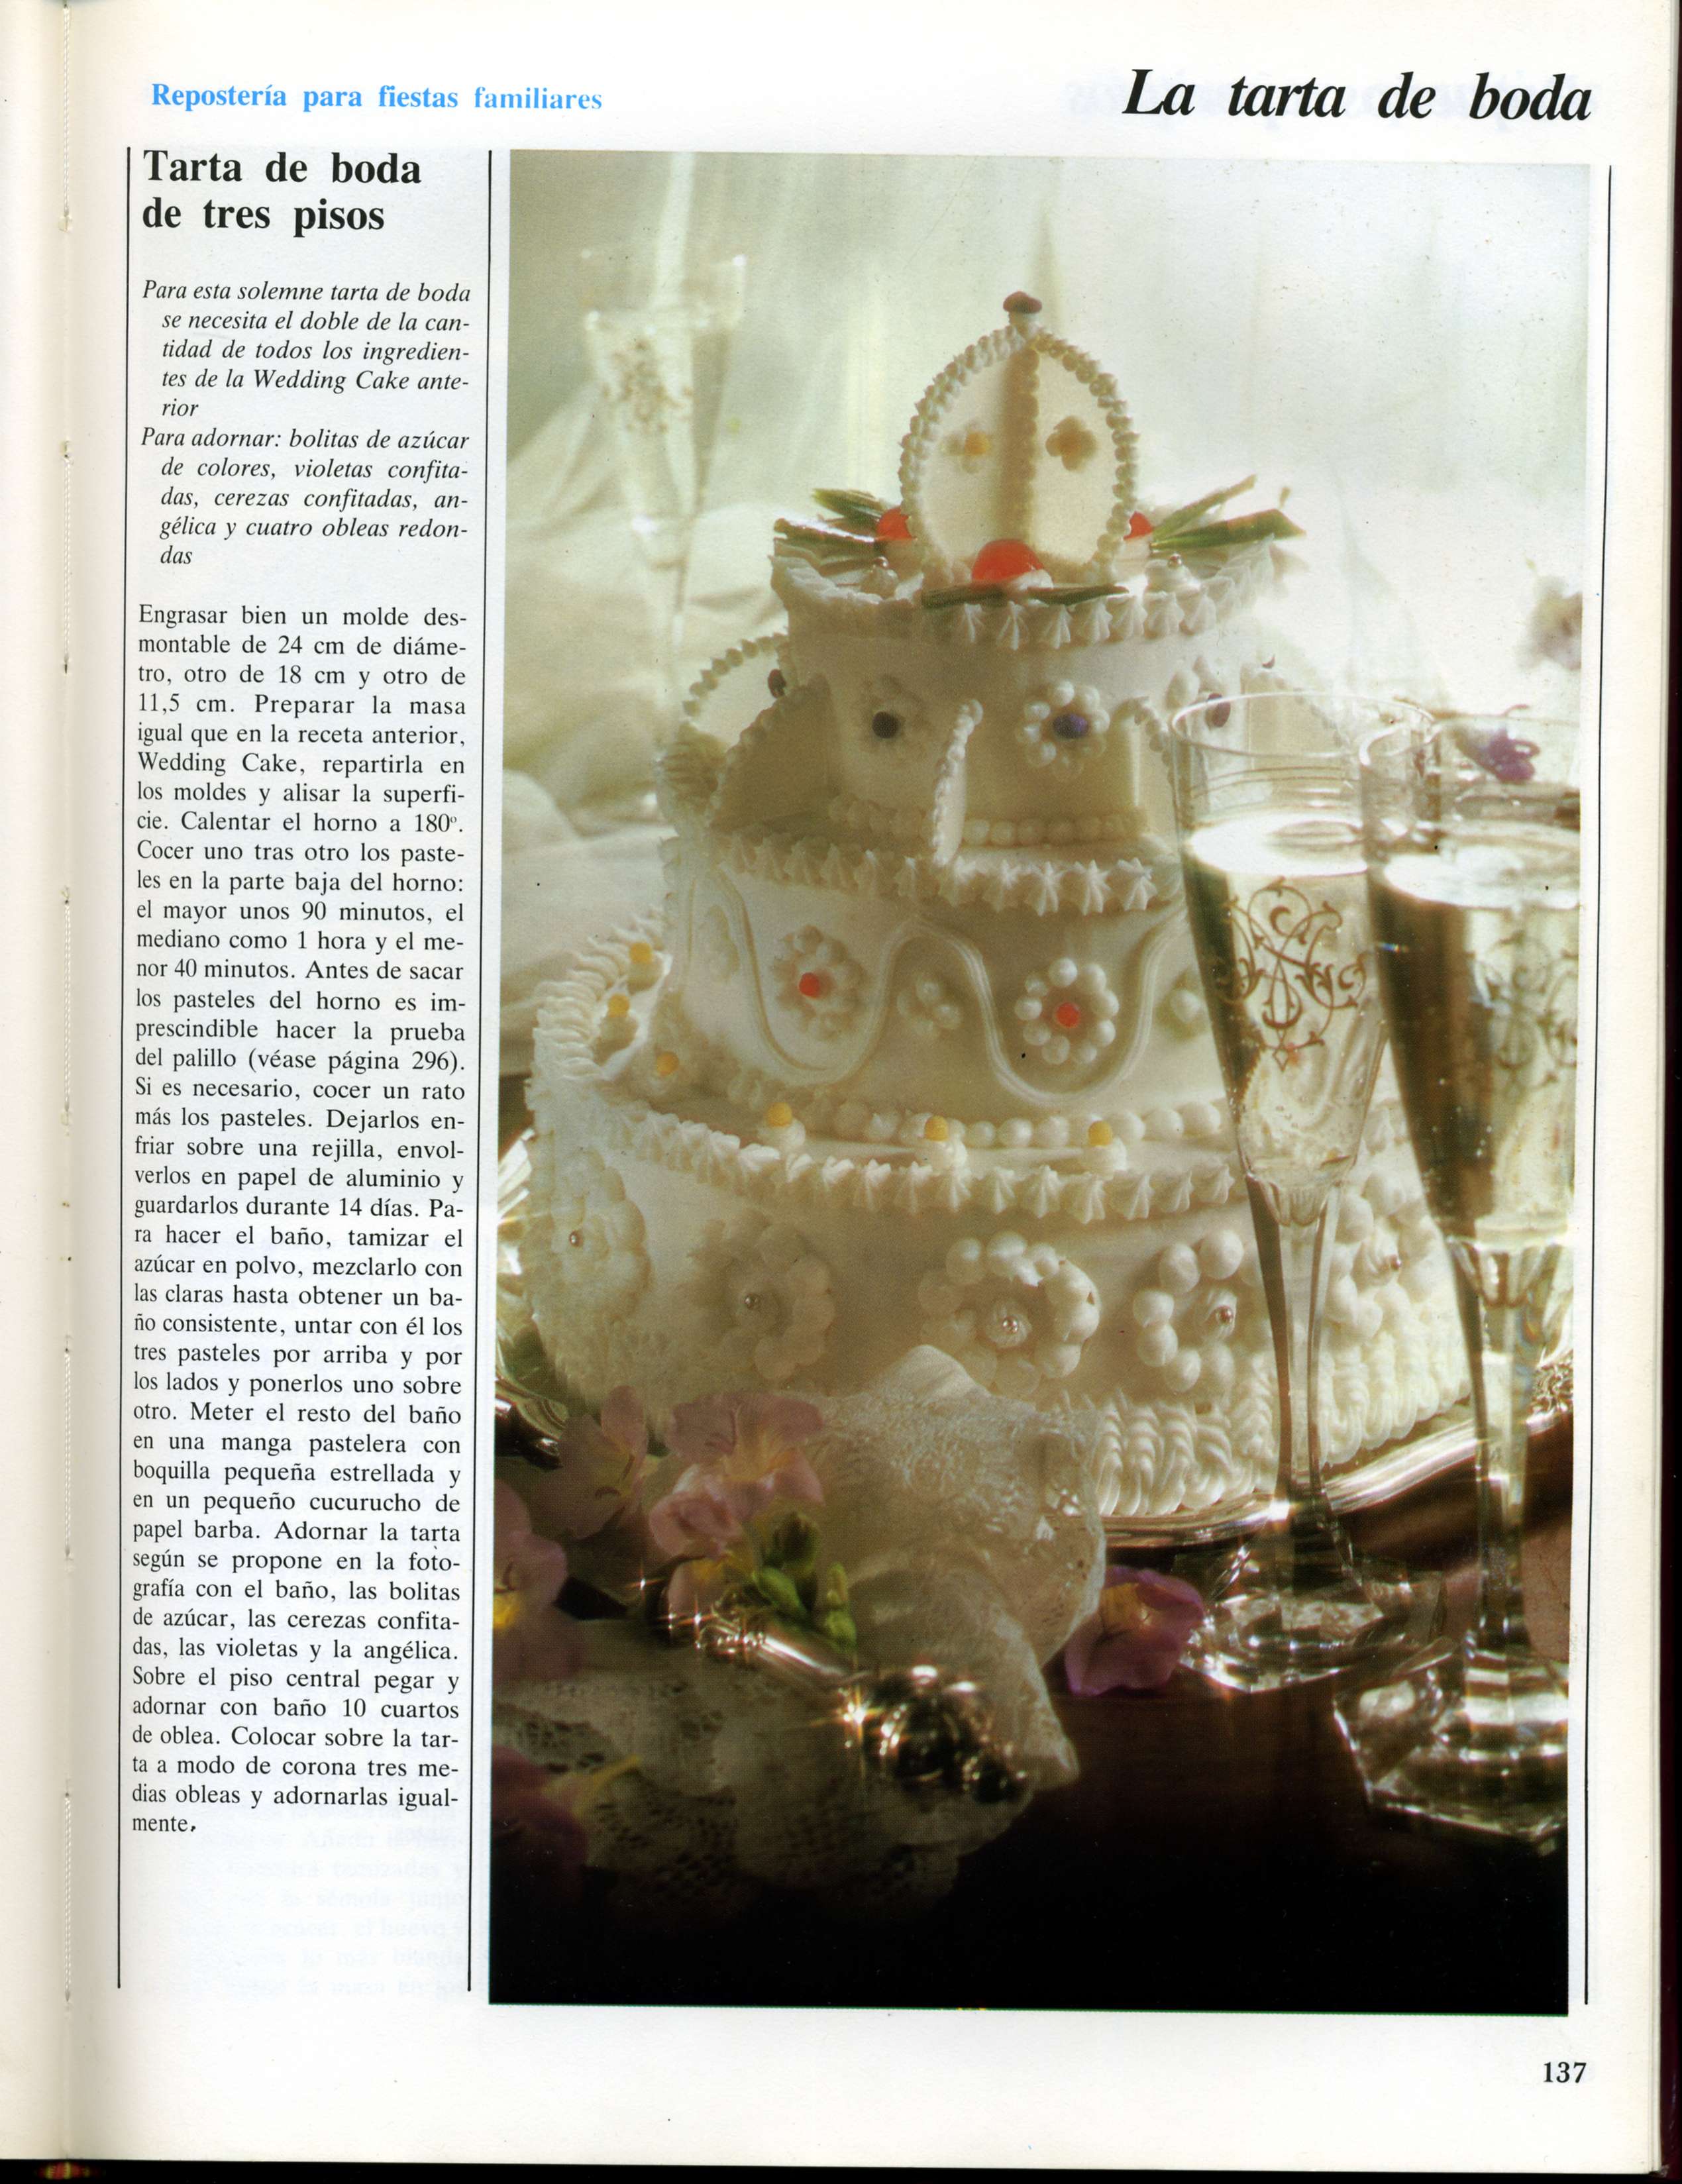 Repostería para fiestas familiares
La tarta de boda
Tarta de boda
de tres pisos
Para esta solemne tarta de boda
se necesita el doble de la can-
tidad de todos los ingredien-
tes de la Wedding Cake ante-
rior
Para adornar: bolitas de azúcar
de colores, violetas confita-
das, cerezas confitadas, an-
gélica y cuatro obleas redon-
das
Engrasar bien un molde des-
montable de 24 cm de diáme-
tro, otro de 18 cm y otro de
11,5 cm. Preparar la masa
igual que en la receta anterior,
Wedding Cake, repartirla en
los moldes y alisar la superfi-
cie. Calentar el horno a 180º.
Cocer uno tras otro los paste-
les en la parte baja del horno:
el mayor unos 90 minutos, el
mediano como 1 hora y el me-
nor 40 minutos. Antes de sacar
los pasteles del horno es im-
prescindible hacer la prueba
del palillo (véase página 296).
Si es necesario, cocer un rato
más los pasteles. Dejarlos en-
friar sobre una rejilla, envol-
verlos en papel de aluminio y
guardarlos durante 14 días. Pa-
ra hacer el baño, tamizar el
azúcar en polvo, mezclarlo con
las claras hasta obtener un ba-
ño consistente, untar con él los
tres pasteles por arriba y por
los lados y ponerlos uno sobre
otro. Meter el resto del baño
en una manga pastelera con
boquilla pequeña estrellada y
en un pequeño cucurucho de
papel barba. Adornar la tarta
según se propone en la foto-
grafía con el baño, las bolitas
de azúcar, las cerezas confita-
das, las violetas y la angélica.
Sobre el piso central pegar y
adornar con baño 10 cuartos
de oblea. Colocar sobre la tar-
ta a modo de corona tres me-
dias obleas y adornarlas igual-
mente.
137